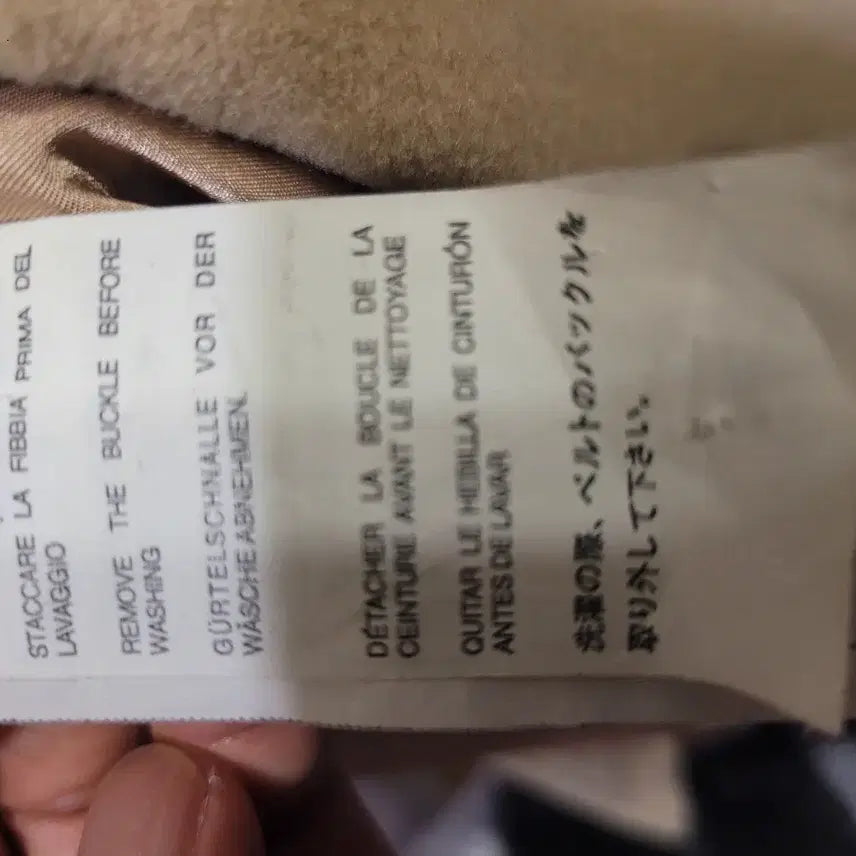 STACCARE LA FIBBIA PRIMA DEL
LAVAGGIO
REMOVE THE BUCKLE BEFORE
WASHING
GÜRTELSCHNALLE VOR DER
WÄSCHE ABNEHMEN.
DÉTACHER LA BOUCLE DE LA
CEINTURE AVANT LE NETTOYAGE
QUITAR LE HEBILLA DE CINTURÓN
ANTES DE LAVAR
洗濯の際、ベルトのバックルを
取り外して下さい。